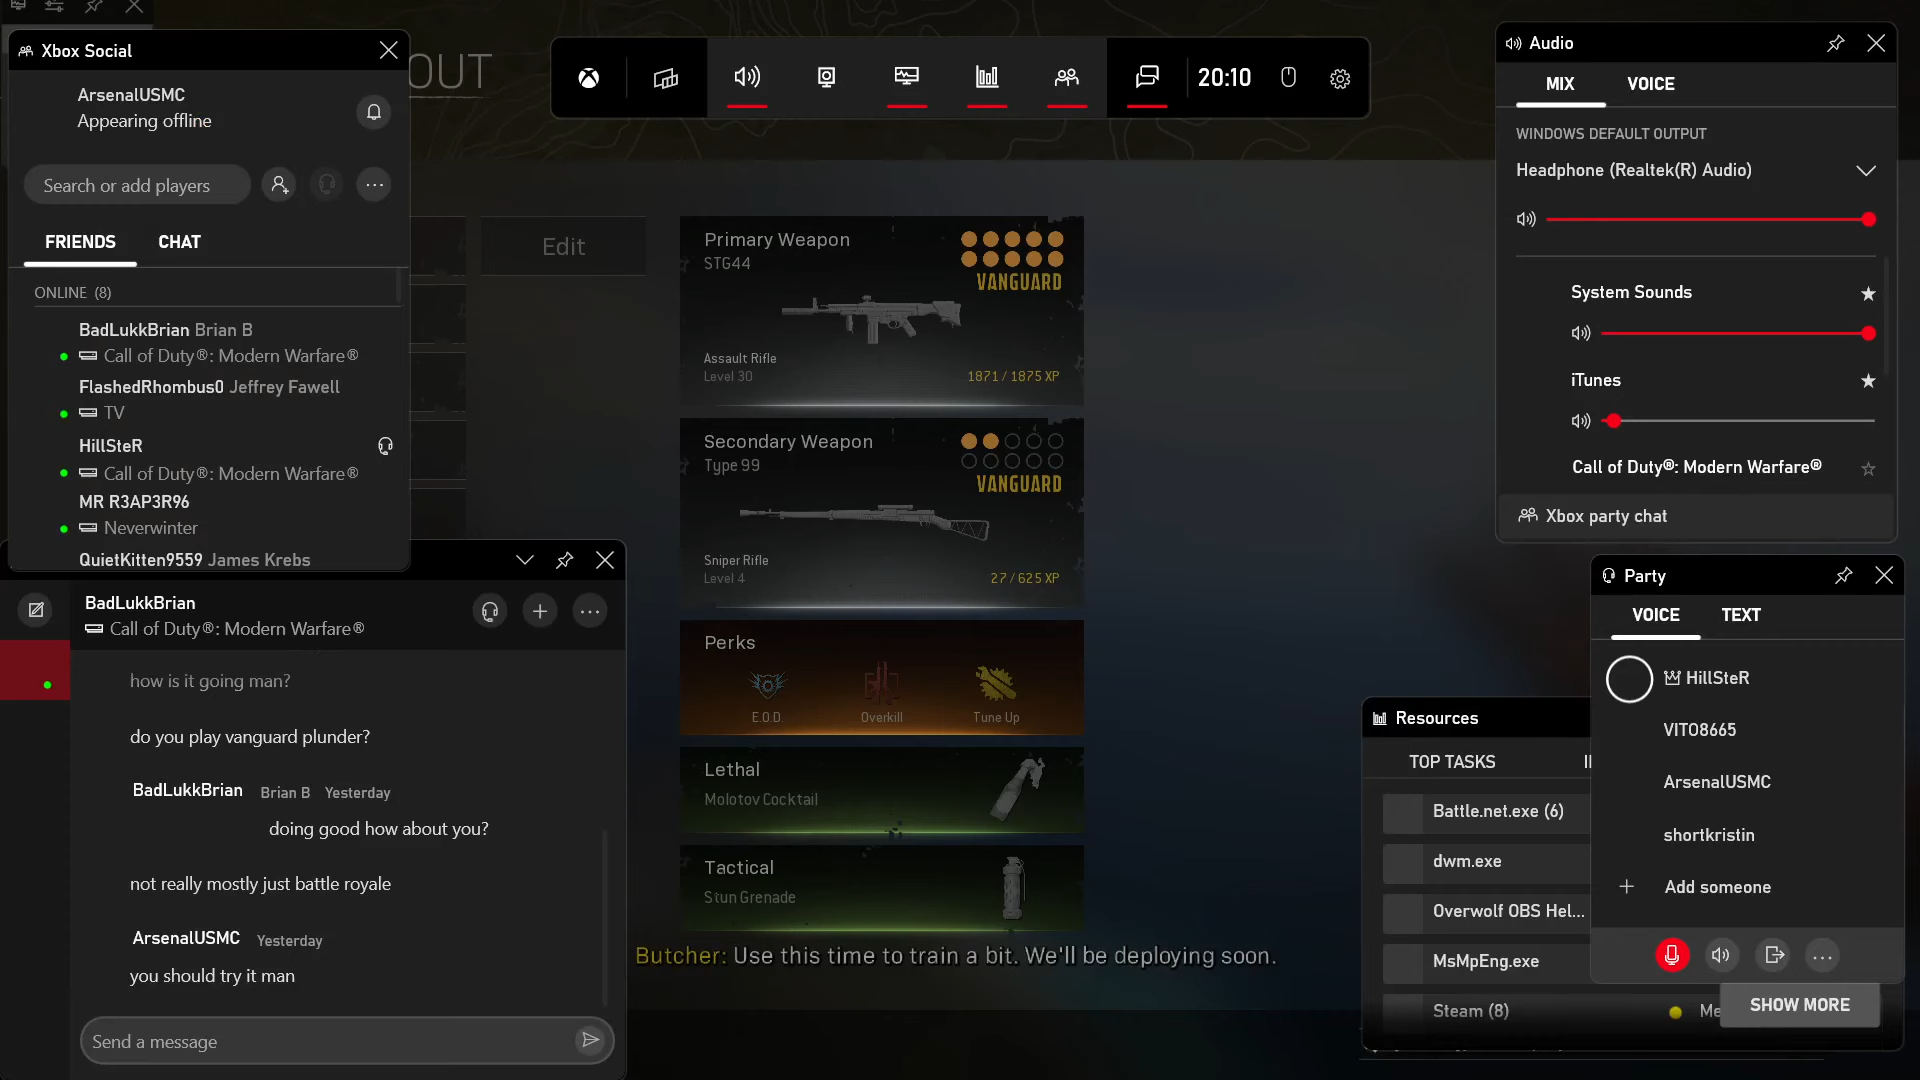 OUT
Xbox Social
ArsenalUSMC
Appearing offline
Search or add players
FRIENDS
CHAT
ONLINE (8)
BadLukkBrian Brian B
Call of Duty®: Modern Warfare®
FlashedRhombus0 Jeffrey Fawell
TV
HillSteR
Call of Duty®: Modern Warfare®
MR R3AP3R96
Neverwinter
QuietKitten9559 James Krebs
20:10
Edit
Primary Weapon
STG44
VANGUARD
Assault Rifle
Level 30
1871 / 1875 XP
Secondary Weapon
Type 99
VANGUARD
Sniper Rifle
Level 4
27 / 625 XP
Perks
E.O.D.
Overkill
Tune Up
Lethal
Molotov Cocktail
Tactical
Stun Grenade
Butcher: Use this time to train a bit. We'll be deploying soon.
BadLukkBrian
Call of Duty®: Modern Warfare®
how is it going man?
do you play vanguard plunder?
BadLukkBrian Brian B Yesterday
doing good how about you?
not really mostly just battle royale
ArsenalUSMC Yesterday
you should try it man
Send a message
Audio
MIX
VOICE
WINDOWS DEFAULT OUTPUT
Headphone (Realtek(R) Audio)
System Sounds
iTunes
Call of Duty®: Modern Warfare®
Xbox party chat
Party
VOICE
TEXT
HillSteR
VITO8665
ArsenalUSMC
shortkristin
Add someone
Resources
TOP TASKS
Battle.net.exe (6)
dwm.exe
Overwolf OBS Hel...
MsMpEng.exe
Steam (8)
SHOW MORE